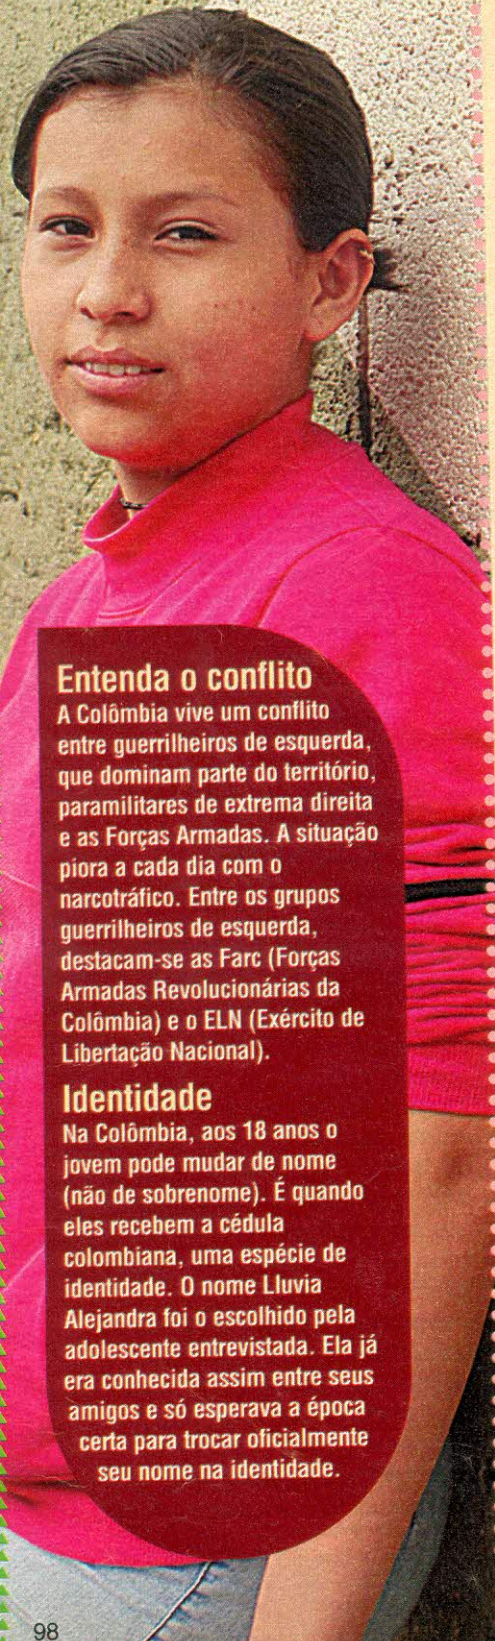 Entenda o conflito
A Colômbia vive um conflito
entre guerrilheiros de esquerda,
que dominam parte do território,
paramilitares de extrema direita
e as Forças Armadas. A situação
piora a cada dia com o
narcotráfico. Entre os grupos
guerrilheiros de esquerda,
destacam-se as Farc (Forças
Armadas Revolucionárias da
Colômbia) e o ELN (Exército de
Libertação Nacional).
Identidade
Na Colômbia, aos 18 anos o
jovem pode mudar de nome
(não de sobrenome). É quando
eles recebem a cédula
colombiana, uma espécie de
identidade. O nome Lluvia
Alejandra foi o escolhido pela
adolescente entrevistada. Ela já
era conhecida assim entre seus
amigos e só esperava a época
certa para trocar oficialmente
seu nome na identidade.
98